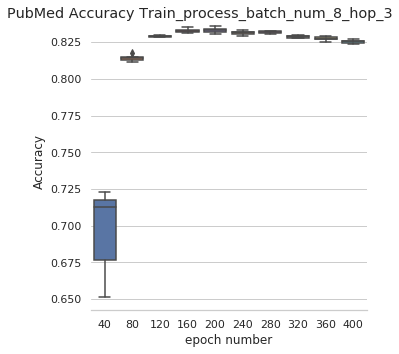 PubMed Accuracy Train_process_batch_num_8_hop_3
0.825
0.800
0.775
0.750
0.725
0.700
0.675
0.650
Accuracy
40 80 120 160 200 240 280 320 360 400
epoch number